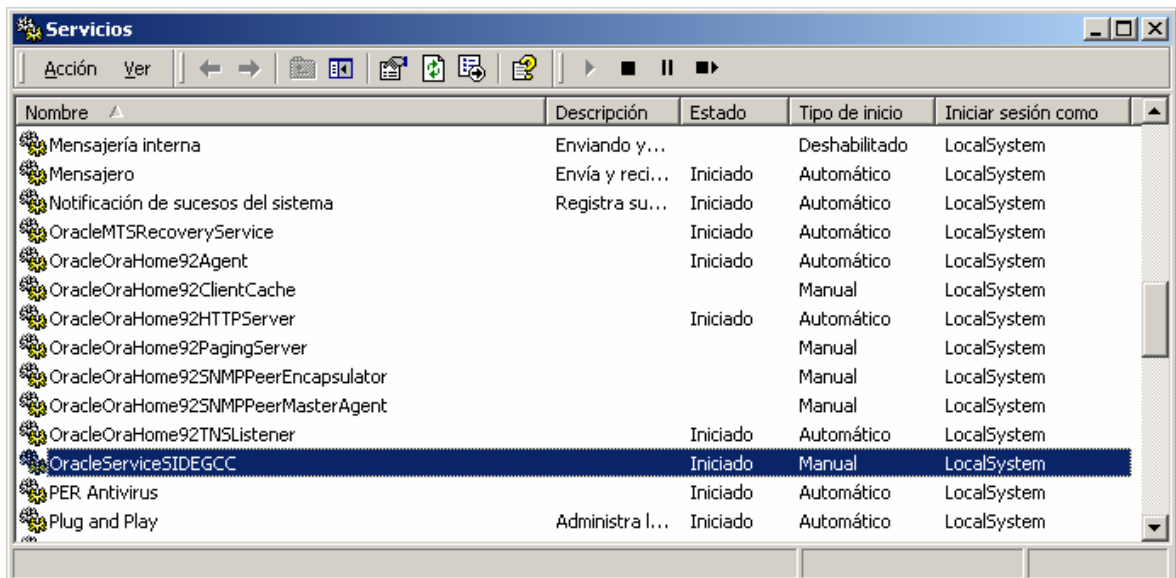 Servicios
Acción Ver
Nombre Descripción Estado Tipo de inicio Iniciar sesión como
Mensajería interna Enviando y... Deshabilitado LocalSystem
Mensajero Envía y reci... Iniciado Automático LocalSystem
Notificación de sucesos del sistema Registra su... Iniciado Automático LocalSystem
OracleMTSRecoveryService Iniciado Automático LocalSystem
OracleOraHome92Agent Iniciado Automático LocalSystem
OracleOraHome92ClientCache Manual LocalSystem
OracleOraHome92HTTPServer Iniciado Automático LocalSystem
OracleOraHome92PagingServer Manual LocalSystem
OracleOraHome92SNMPPeerEncapsulator Manual LocalSystem
OracleOraHome92SNMPPeerMasterAgent Manual LocalSystem
OracleOraHome92TNSListener Iniciado Automático LocalSystem
OracleServiceSIDEGCC Iniciado Manual LocalSystem
PER Antivirus Iniciado Automático LocalSystem
Plug and Play Administra l... Iniciado Automático LocalSystem